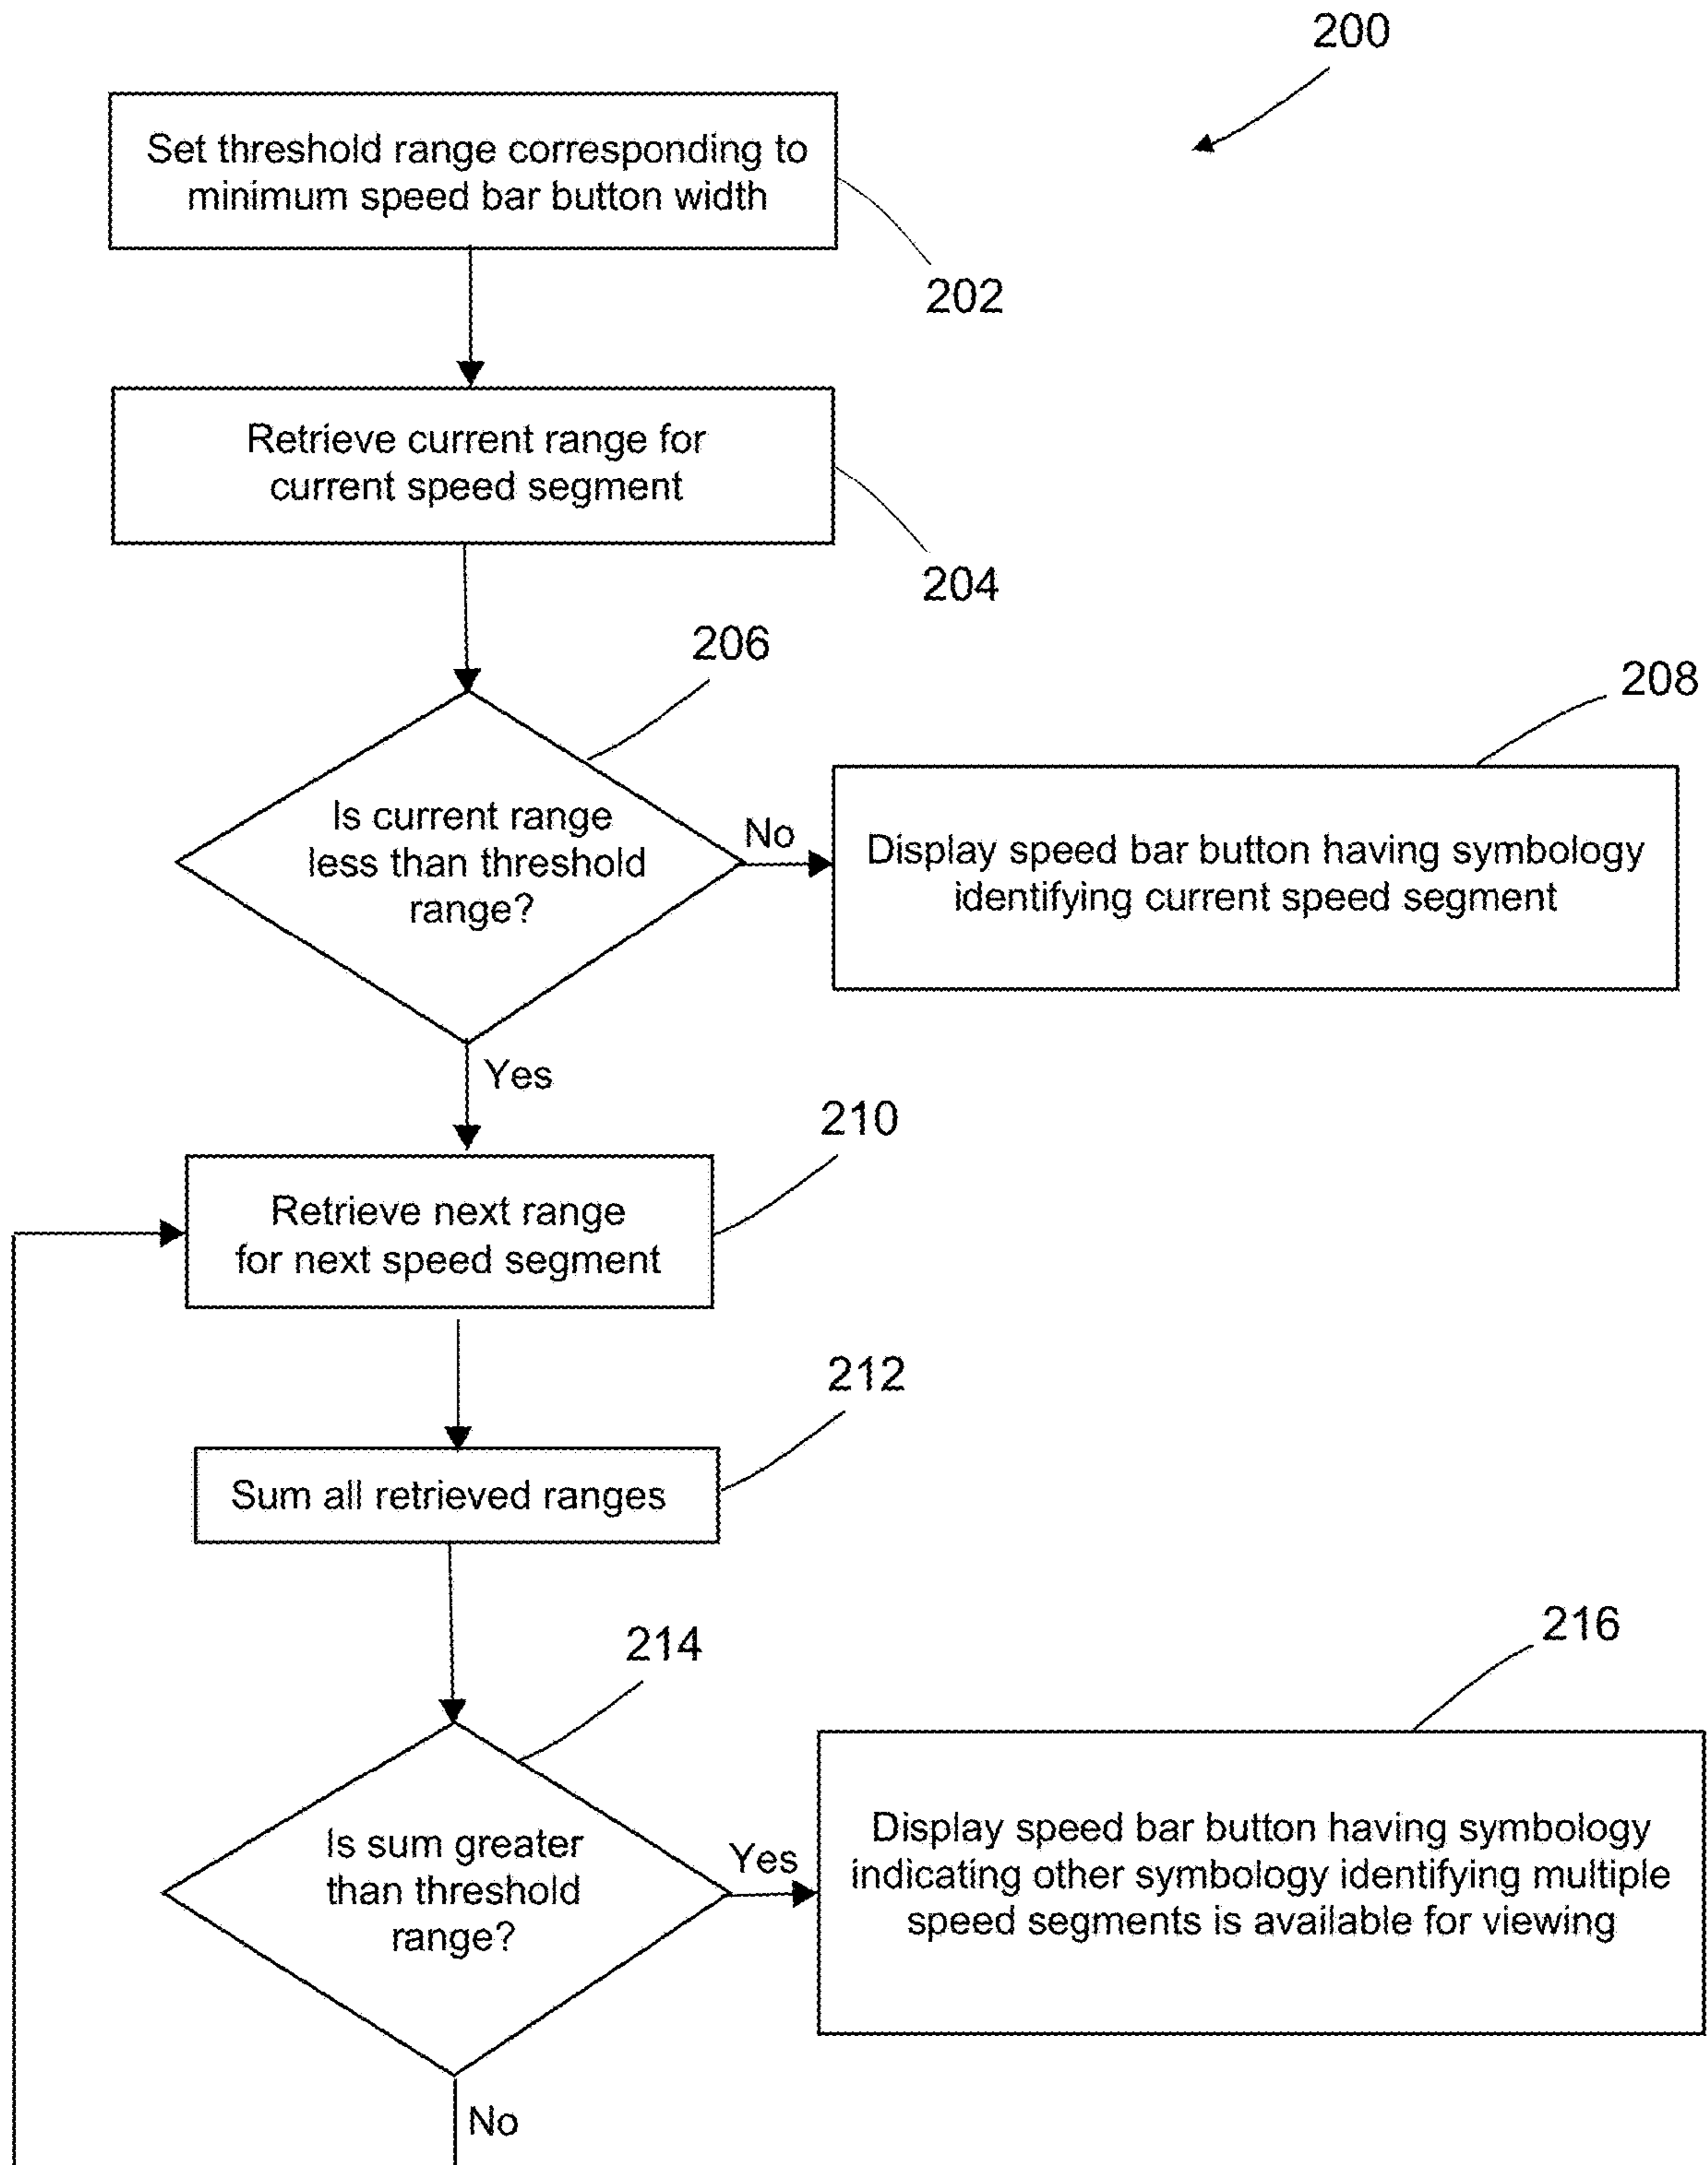 200
Set threshold range corresponding to
minimum speed bar button width
202
Retrieve current range for
current speed segment
204
206
208
Is current range
less than threshold
range?
No
Display speed bar button having symbology
identifying current speed segment
Yes
210
Retrieve next range
for next speed segment
212
Sum all retrieved ranges
214
216
Is sum greater
than threshold
range?
Yes
Display speed bar button having symbology
indicating other symbology identifying multiple
speed segments is available for viewing
No